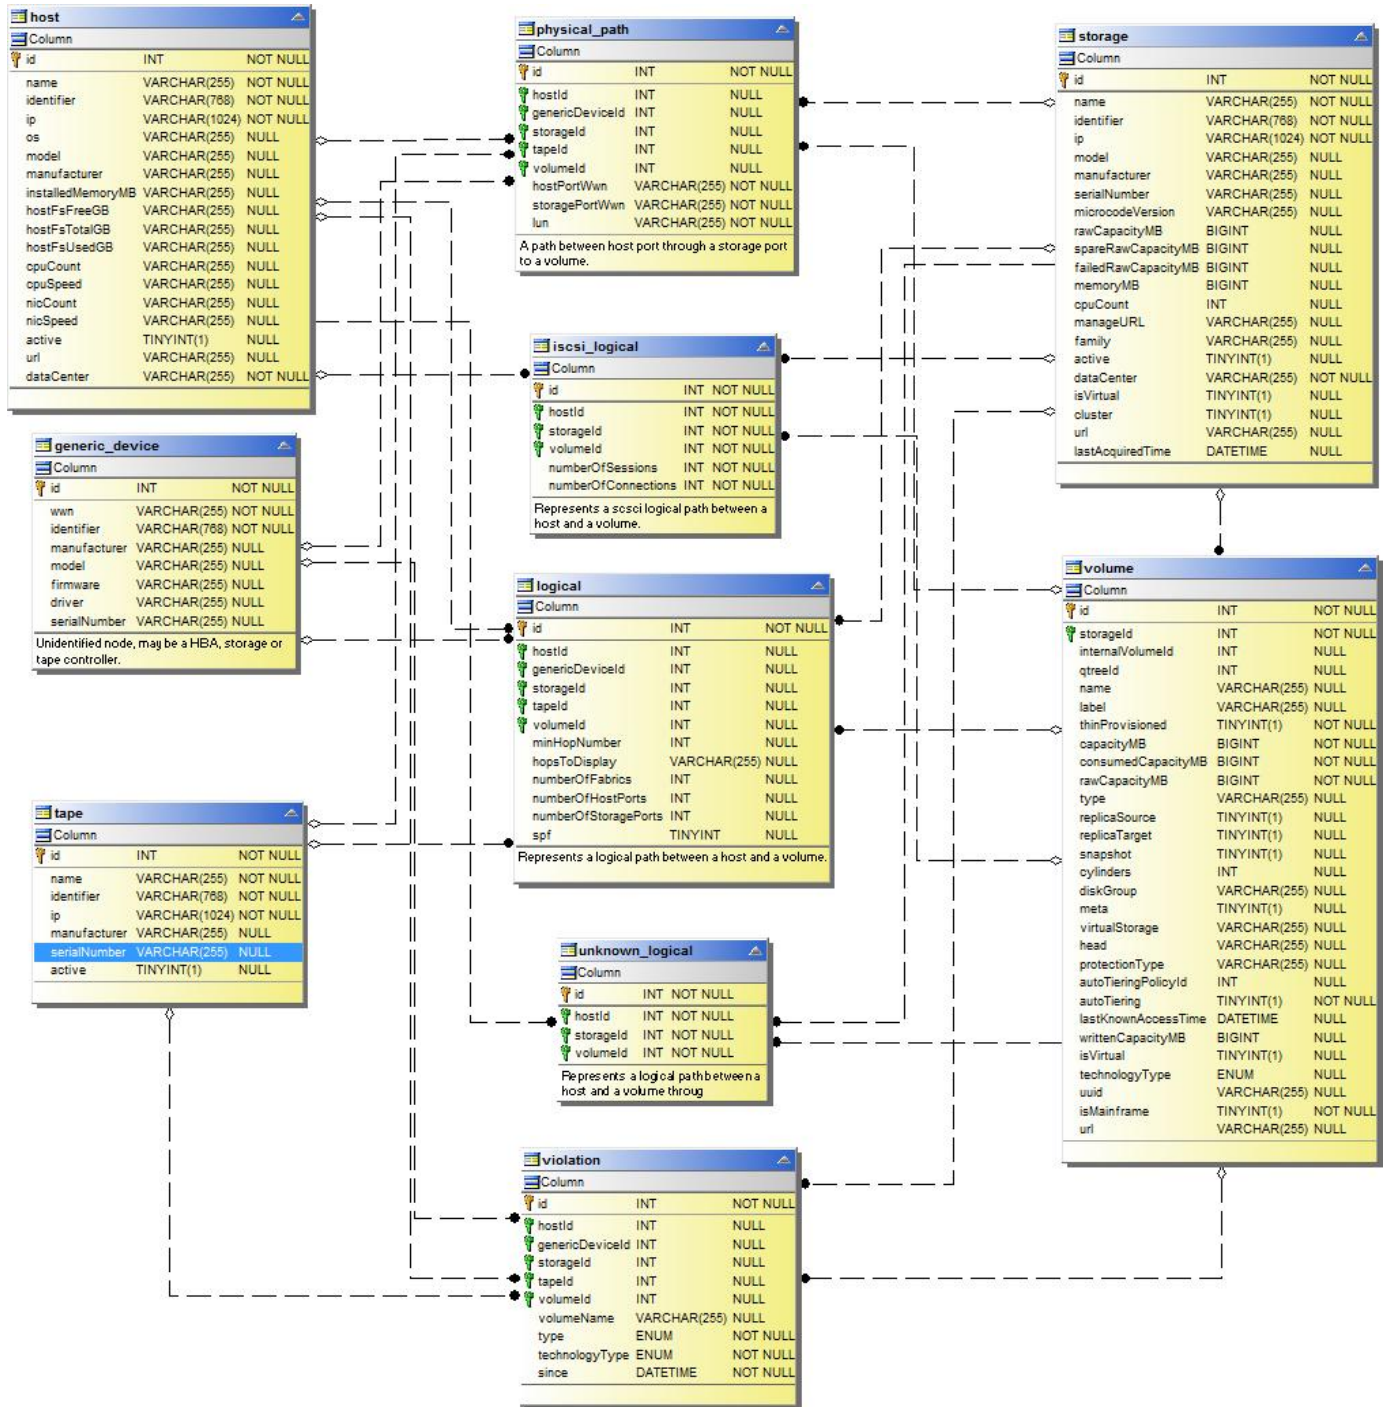 host
Column
id INT NOT NULL
name VARCHAR(255) NOT NULL
identifier VARCHAR(768) NOT NULL
ip VARCHAR(1024) NOT NULL
os VARCHAR(255) NULL
model VARCHAR(255) NULL
manufacturer VARCHAR(255) NULL
installedMemoryMB VARCHAR(255) NULL
hostFsFreeGB VARCHAR(255) NULL
hostFsTotalGB VARCHAR(255) NULL
hostFsUsedGB VARCHAR(255) NULL
cpuCount VARCHAR(255) NULL
cpuSpeed VARCHAR(255) NULL
nicCount VARCHAR(255) NULL
nicSpeed VARCHAR(255) NULL
active TINYINT(1) NULL
url VARCHAR(255) NULL
dataCenter VARCHAR(255) NOT NULL
generic_device
Column
id INT NOT NULL
wwn VARCHAR(255) NOT NULL
identifier VARCHAR(768) NOT NULL
manufacturer VARCHAR(255) NULL
model VARCHAR(255) NULL
firmware VARCHAR(255) NULL
driver VARCHAR(255) NULL
serialNumber VARCHAR(255) NULL
Unidentified node, may be a HBA, storage or
tape controller.
tape
Column
id INT NOT NULL
name VARCHAR(255) NOT NULL
identifier VARCHAR(768) NOT NULL
ip VARCHAR(1024) NOT NULL
manufacturer VARCHAR(255) NULL
serialNumber VARCHAR(255) NULL
active TINYINT(1) NULL
physical_path
Column
id INT NOT NULL
hostId INT NULL
genericDeviceId INT NULL
storageId INT NULL
tapeId INT NULL
volumeId INT NULL
hostPortWwn VARCHAR(255) NOT NULL
storagePortWwn VARCHAR(255) NOT NULL
lun VARCHAR(255) NOT NULL
A path between host port through a storage port
to a volume.
iscsi_logical
Column
id INT NOT NULL
hostId INT NOT NULL
storageId INT NOT NULL
volumeId INT NOT NULL
numberOfSessions INT NOT NULL
numberOfConnections INT NOT NULL
Represents a scsci logical path between a
host and a volume.
logical
Column
id INT NOT NULL
hostId INT NULL
genericDeviceId INT NULL
storageId INT NULL
tapeId INT NULL
volumeId INT NULL
minHopNumber INT NULL
hopsToDisplay VARCHAR(255) NULL
numberOfFabrics INT NULL
numberOfHostPorts INT NULL
numberOfStoragePorts INT NULL
spf TINYINT NULL
Represents a logical path between a host and a volume.
unknown_logical
Column
id INT NOT NULL
hostId INT NOT NULL
storageId INT NOT NULL
volumeId INT NOT NULL
Represents a logical path between a
host and a volume throug
violation
Column
id INT NOT NULL
hostId INT NULL
genericDeviceId INT NULL
storageId INT NULL
tapeId INT NULL
volumeId INT NULL
volumeName VARCHAR(255) NULL
type ENUM NOT NULL
technologyType ENUM NOT NULL
since DATETIME NOT NULL
storage
Column
id INT NOT NULL
name VARCHAR(255) NOT NULL
identifier VARCHAR(768) NOT NULL
ip VARCHAR(1024) NOT NULL
model VARCHAR(255) NULL
manufacturer VARCHAR(255) NULL
serialNumber VARCHAR(255) NULL
microcodeVersion VARCHAR(255) NULL
rawCapacityMB BIGINT NULL
spareRawCapacityMB BIGINT NULL
failedRawCapacityMB BIGINT NULL
memoryMB BIGINT NULL
cpuCount INT NULL
manageURL VARCHAR(255) NULL
family VARCHAR(255) NULL
active TINYINT(1) NULL
dataCenter VARCHAR(255) NOT NULL
isVirtual TINYINT(1) NULL
cluster TINYINT(1) NULL
url VARCHAR(255) NULL
lastAcquiredTime DATETIME NULL
volume
Column
id INT NOT NULL
storageId INT NOT NULL
internalVolumeId INT NULL
qtreeId INT NULL
name VARCHAR(255) NULL
label VARCHAR(255) NULL
thinProvisioned TINYINT(1) NOT NULL
capacityMB BIGINT NOT NULL
consumedCapacityMB BIGINT NOT NULL
rawCapacityMB BIGINT NOT NULL
type VARCHAR(255) NULL
replicaSource TINYINT(1) NULL
replicaTarget TINYINT(1) NULL
snapshot TINYINT(1) NULL
cylinders INT NULL
diskGroup VARCHAR(255) NULL
meta TINYINT(1) NULL
virtualStorage VARCHAR(255) NULL
head VARCHAR(255) NULL
protectionType VARCHAR(255) NULL
autoTieringPolicyId INT NULL
autoTiering TINYINT(1) NOT NULL
lastKnownAccessTime DATETIME NULL
writtenCapacityMB BIGINT NULL
isVirtual TINYINT(1) NULL
technologyType ENUM NULL
uuid VARCHAR(255) NULL
isMainframe TINYINT(1) NOT NULL
url VARCHAR(255) NULL